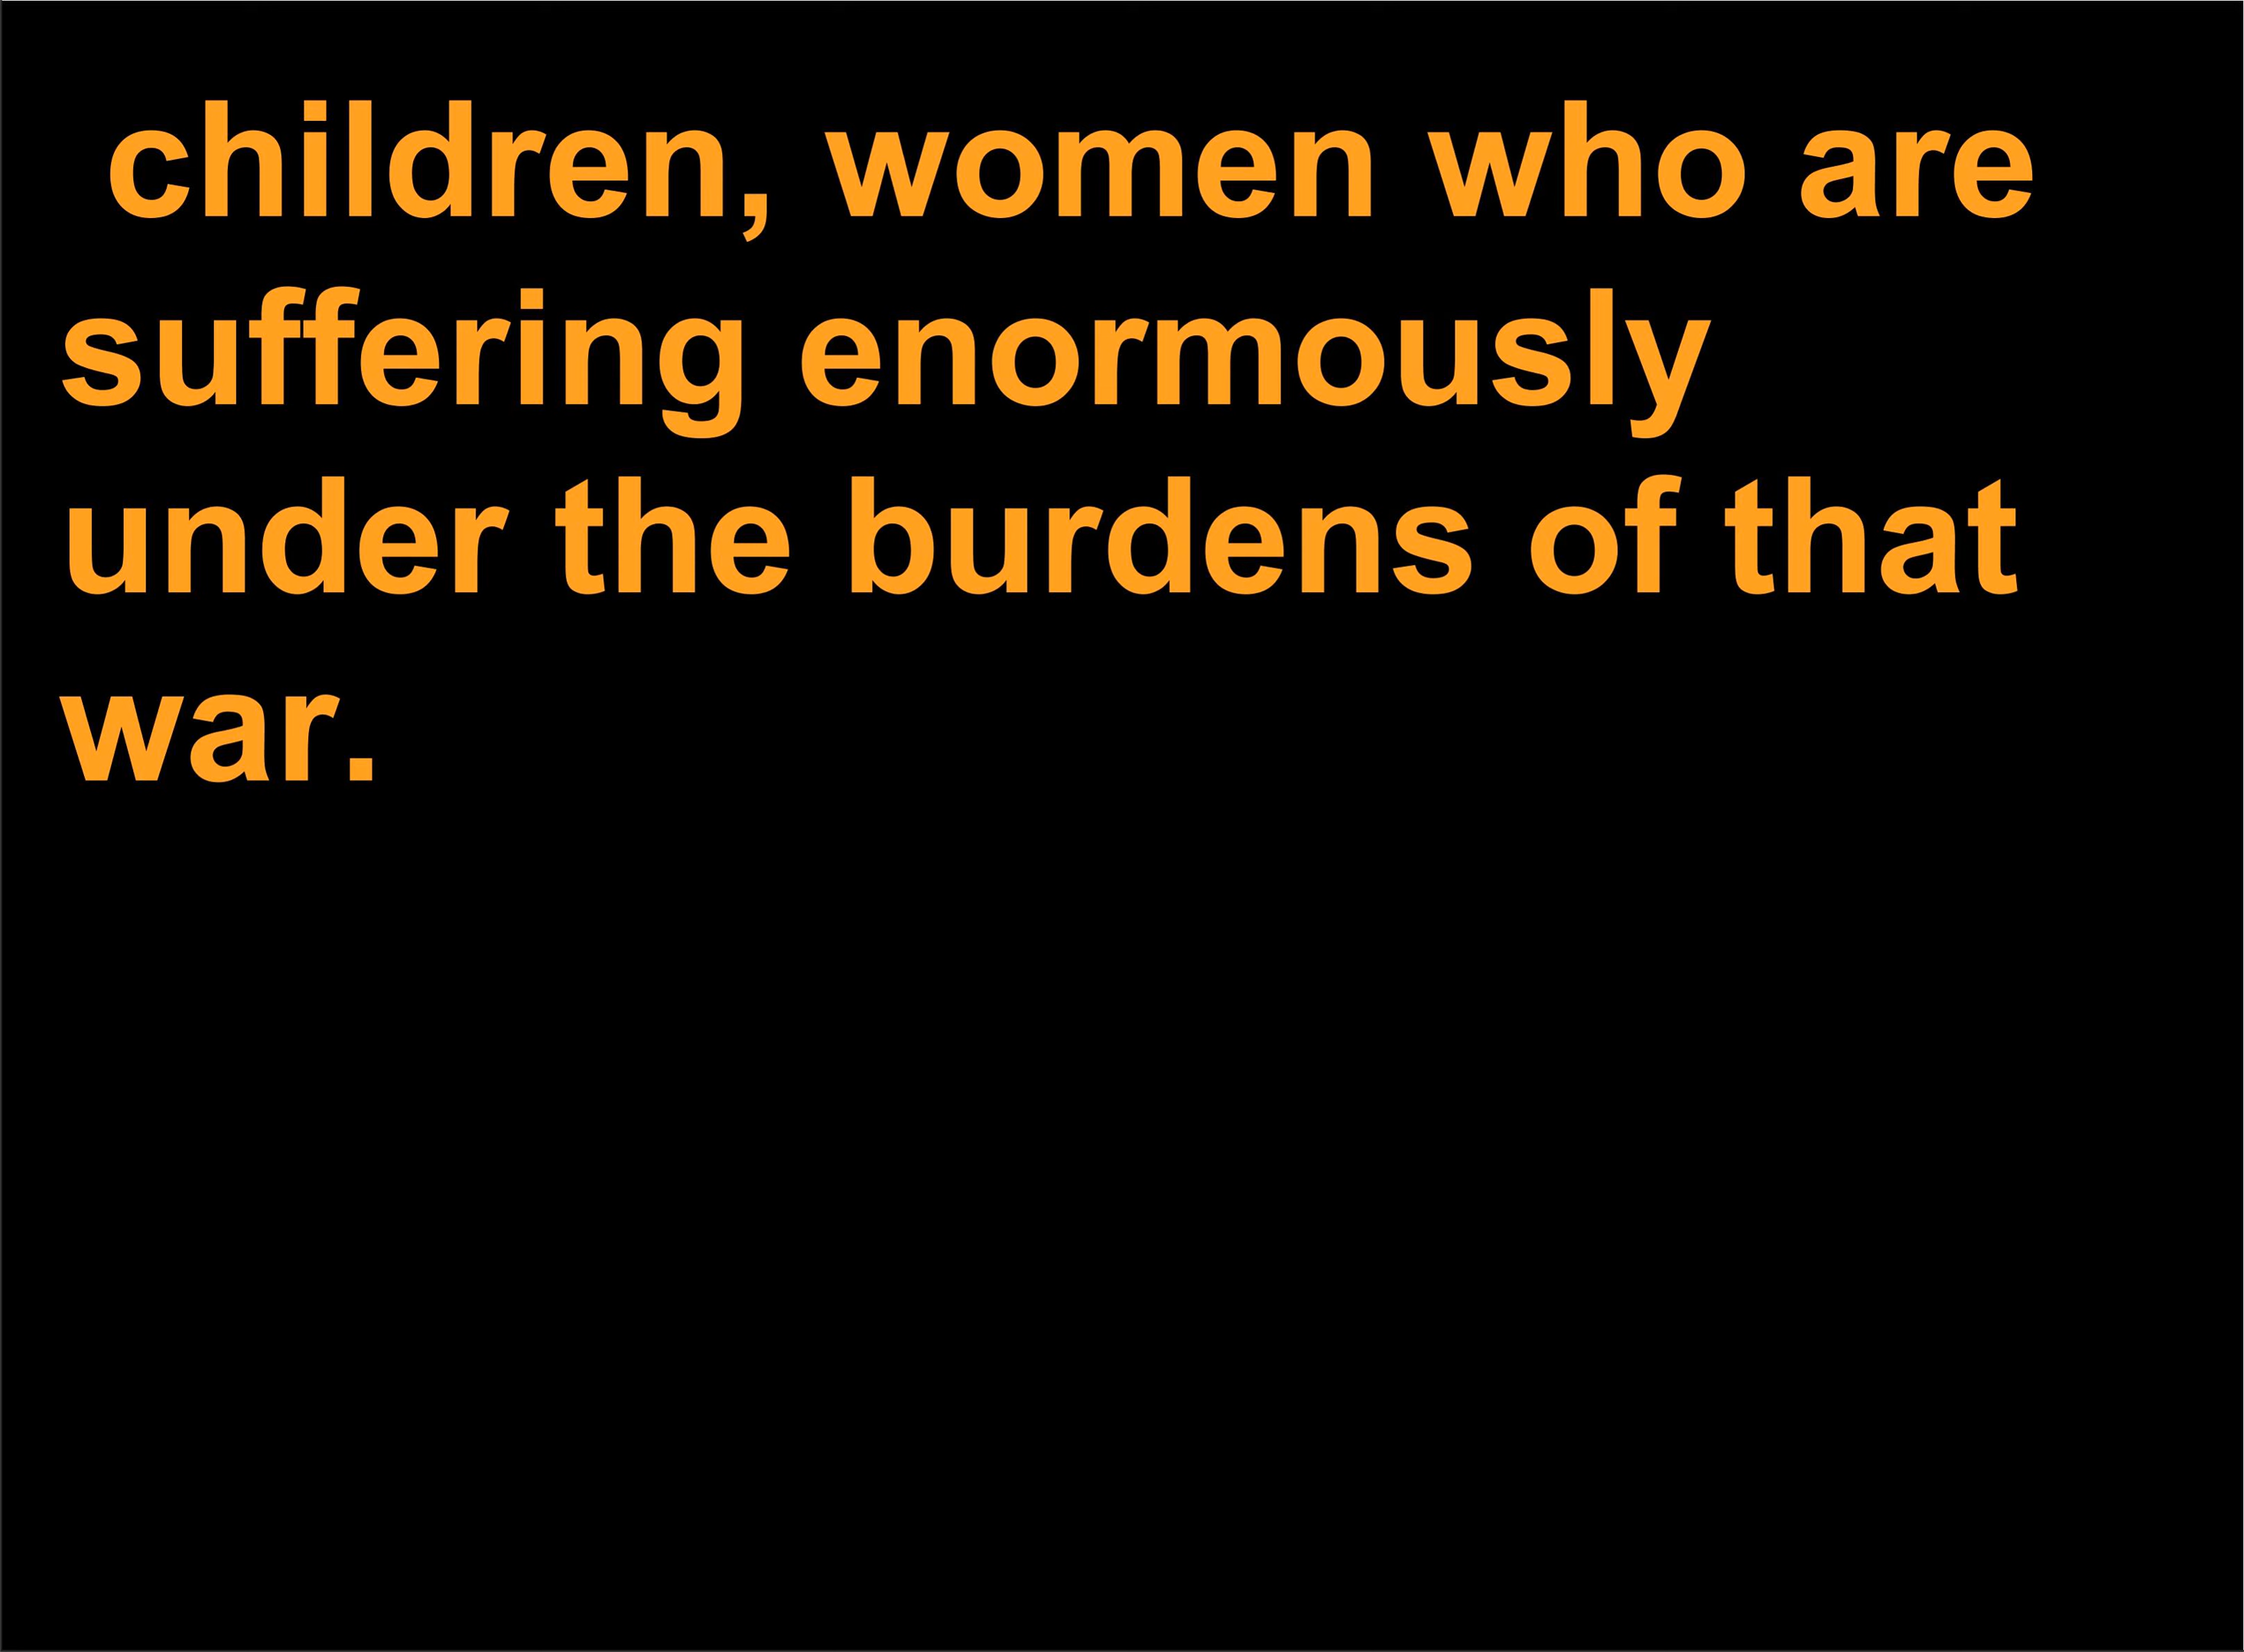 children, women who are
suffering enormously
under the burdens of that
war.